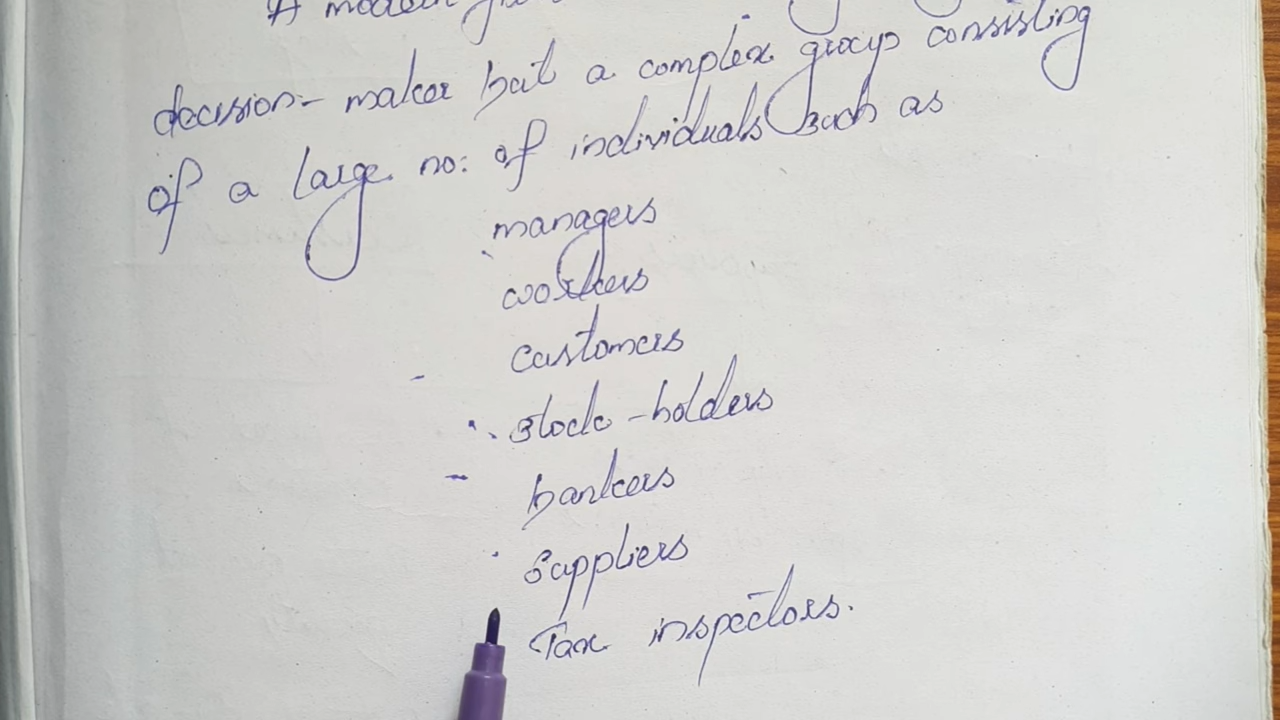 A modern
decision- maker but a complex group consisting
of a large no: of individuals such as
managers
workers
customers
stock-holders
bankers
suppliers
Tax inspectors.